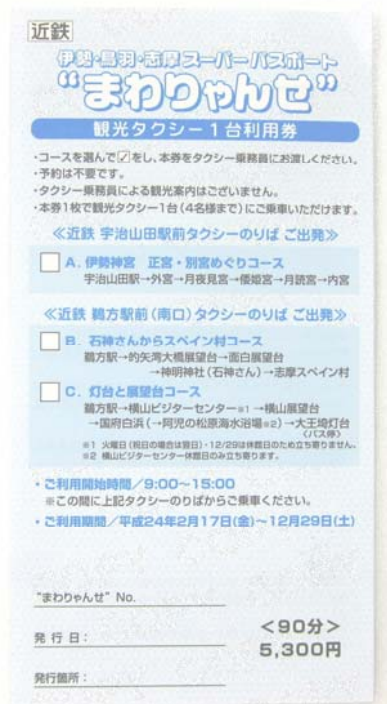 近鉄
伊勢・鳥羽・志摩スーパーパスポート
“まわりゃんせ”
観光タクシー1台利用券
・コースを選んで☑をし、本券をタクシー乗務員にお渡しください。
・予約は不要です。
・タクシー乗務員による観光案内はございません。
・本券1枚で観光タクシー1台(4名様まで)にご乗車いただけます。
≪近鉄 宇治山田駅前タクシーのりば ご出発≫
□ A. 伊勢神宮 正宮・別宮めぐりコース
宇治山田駅→外宮→月夜見宮→倭姫宮→月読宮→内宮
≪近鉄 鵜方駅前(南口)タクシーのりば ご出発≫
□ B. 石神さんからスペイン村コース
鵜方駅→的矢湾大橋展望台→面白展望台
→神明神社(石神さん)→志摩スペイン村
□ C. 灯台と展望台コース
鵜方駅→横山ビジターセンター※1→横山展望台
→国府白浜(→阿児の松原海水浴場※2)→大王埼灯台
〈バス停〉
※1 火曜日(祝日の場合は翌日)・12/29は休館日のため立ち寄りません。
※2 横山ビジターセンター休館日のみ立ち寄ります。
・ご利用開始時間/9:00~15:00
※この間に上記タクシーのりばからご乗車ください。
・ご利用期間/平成24年2月17日(金)~12月29日(土)
“まわりゃんせ” No.
<90分>
発行日:
5,300円
発行箇所: